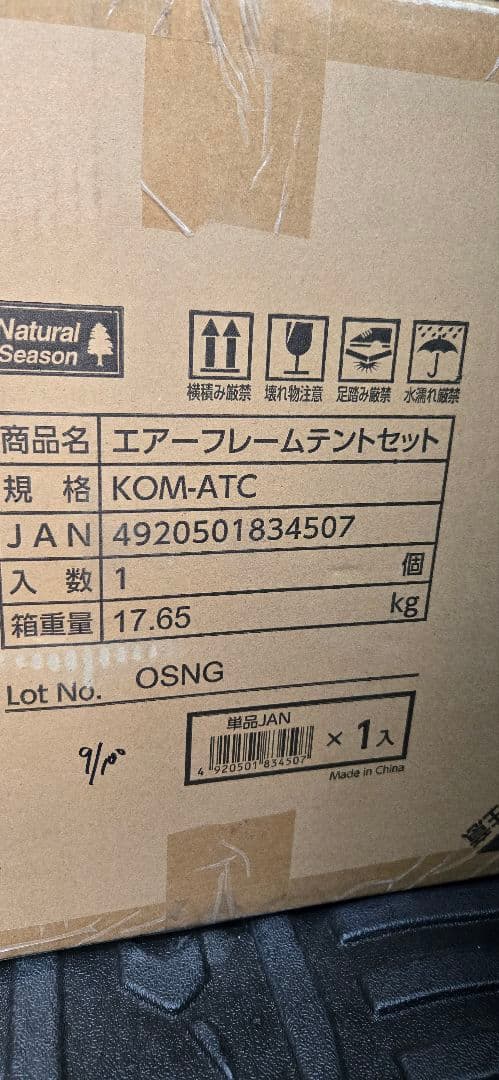 Natural
Season
横積み厳禁 壊れ物注意 足踏み厳禁 水濡れ厳禁
商品名 エアーフレームテントセット
規 格 KOM-ATC
JAN 4920501834507
入 数 1 個
箱重量 17.65 kg
Lot No. OSNG
9/100
単品JAN
4 920501 834507
× 1入
Made in China
注意